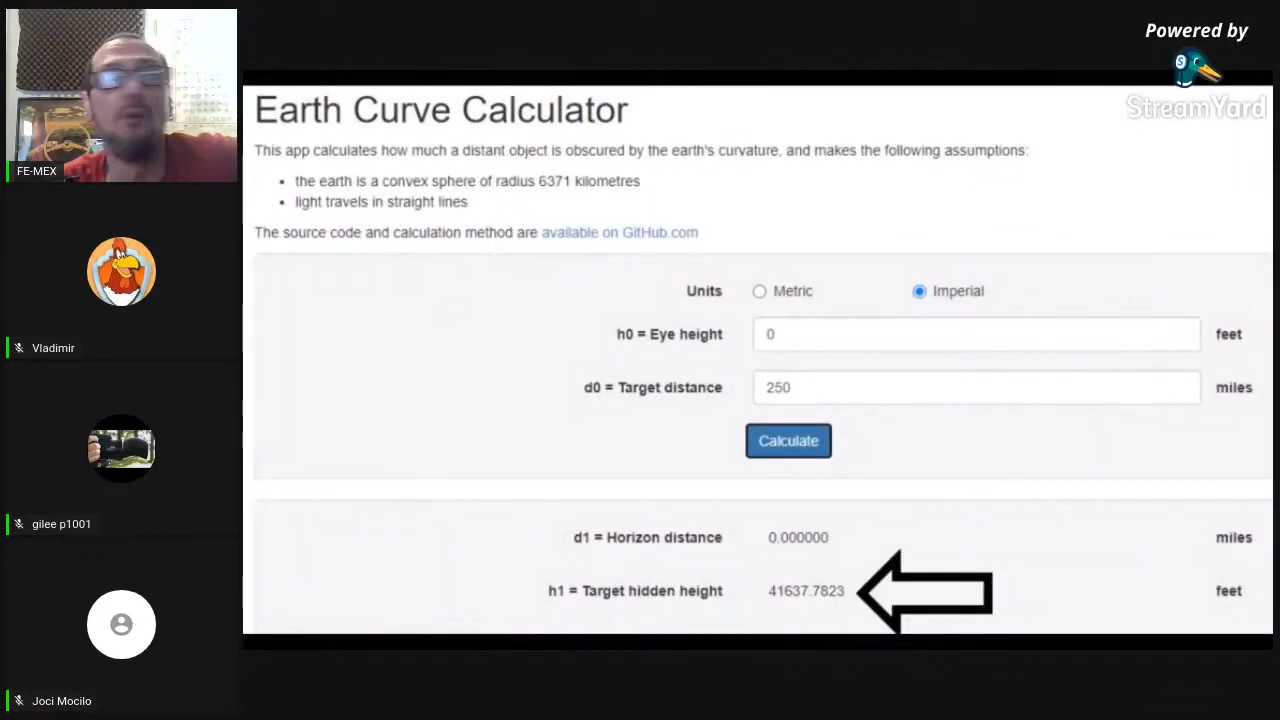 Powered by
StreamYard
FE-MEX
Vladimir
gilee p1001
Joci Mocilo
Earth Curve Calculator
This app calculates how much a distant object is obscured by the earth's curvature, and makes the following assumptions:
• the earth is a convex sphere of radius 6371 kilometres
• light travels in straight lines
The source code and calculation method are available on GitHub.com
Units Metric Imperial
h0 = Eye height 0 feet
d0 = Target distance 250 miles
Calculate
d1 = Horizon distance 0.000000 miles
h1 = Target hidden height 41637.7823 feet